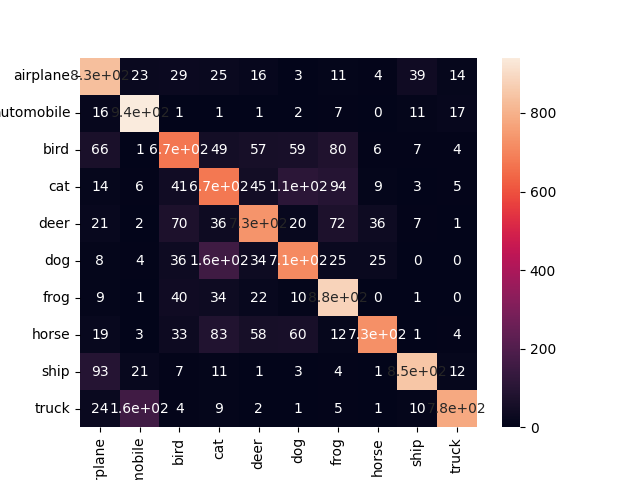 airplane 8.3e+02 23 29 25 16 3 11 4 39 14
utomobile 16 9.4e+02 1 1 1 2 7 0 11 17
bird 66 1 6.7e+02 49 57 59 80 6 7 4
cat 14 6 41 6.7e+02 45 1.1e+02 94 9 3 5
deer 21 2 70 36 7.3e+02 20 72 36 7 1
dog 8 4 36 1.6e+02 34 7.1e+02 25 25 0 0
frog 9 1 40 34 22 10 8.8e+02 0 1 0
horse 19 3 33 83 58 60 12 7.3e+02 1 4
ship 93 21 7 11 1 3 4 1 8.5e+02 12
truck 24 1.6e+02 4 9 2 1 5 1 10 7.8e+02
rplane mobile bird cat deer dog frog horse ship truck
800
600
400
200
0